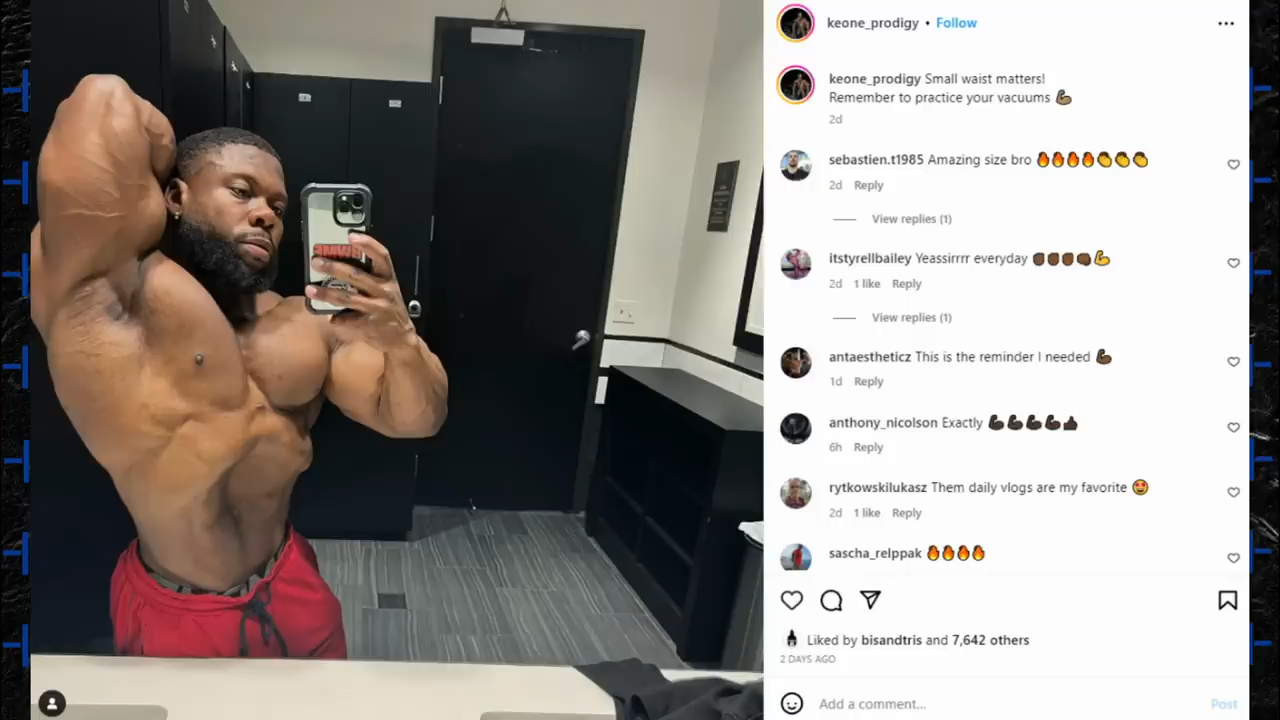 keone_prodigy • Follow
keone_prodigy Small waist matters!
Remember to practice your vacuums 💪🏾
2d
sebastien.t1985 Amazing size bro 🔥🔥🔥🔥👏👏👏
2d Reply
View replies (1)
itstyrellbailey Yeassirrrr everyday ✊🏿✊🏿✊🏿✊🏿💪
2d 1 like Reply
View replies (1)
antaestheticz This is the reminder I needed 💪🏾
1d Reply
anthony_nicolson Exactly 💪🏿💪🏿💪🏿💪🏿👍🏿
6h Reply
rytkowskilukasz Them daily vlogs are my favorite 😍
2d 1 like Reply
sascha_relppak 🔥🔥🔥🔥
Liked by bisandtris and 7,642 others
2 DAYS AGO
Add a comment...
Post